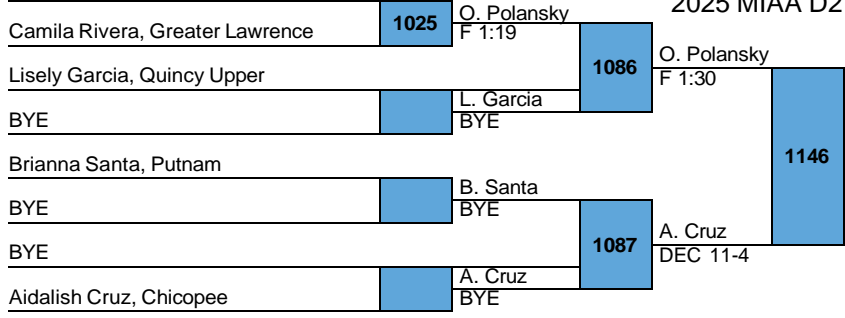 2025 MIAA D2
Camila Rivera, Greater Lawrence
1025
O. Polansky
F 1:19
Lisely Garcia, Quincy Upper
1086
O. Polansky
F 1:30
L. Garcia
BYE
BYE
1146
Brianna Santa, Putnam
B. Santa
BYE
BYE
BYE
1087
A. Cruz
DEC 11-4
A. Cruz
BYE
Aidalish Cruz, Chicopee